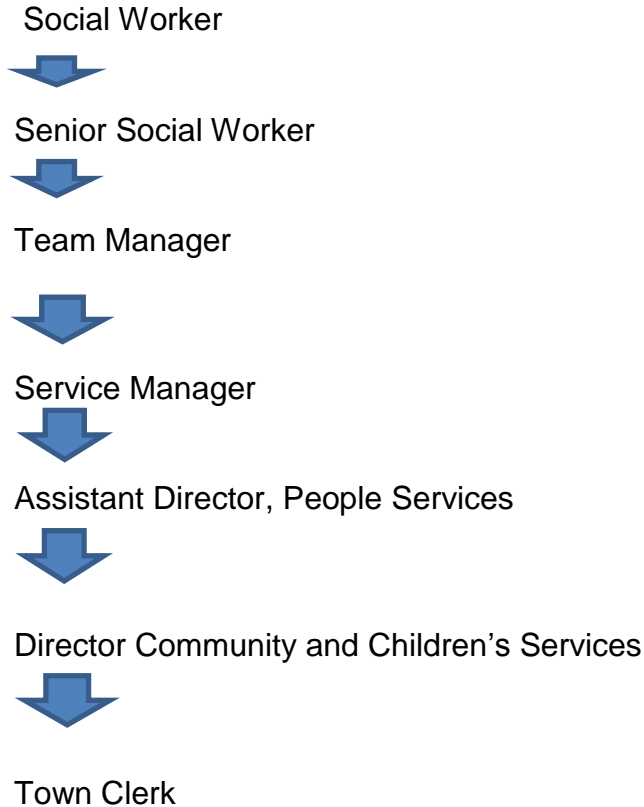 Social Worker
Senior Social Worker
Team Manager
Service Manager
Assistant Director, People Services
Director Community and Children’s Services
Town Clerk